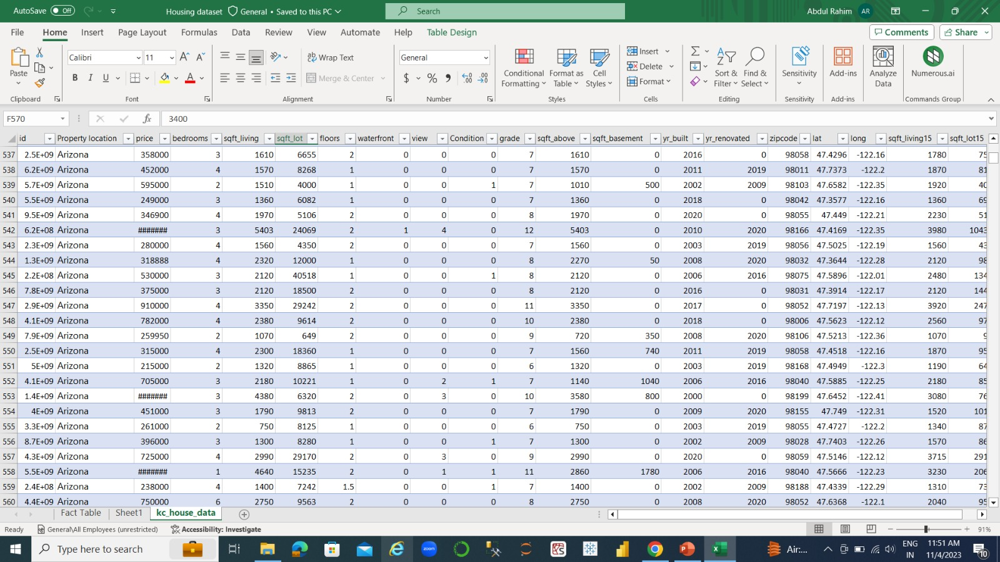 AutoSave Off Housing dataset General • Saved to this PC Search Abdul Rahim AR
File Home Insert Page Layout Formulas Data Review View Automate Help Table Design Comments Share
Calibri 11 Wrap Text General Insert
Paste B I U Merge & Center $ % Conditional Formatting Format as Table Cell Styles Delete Format Sort & Filter Find & Select Sensitivity Add-ins Analyze Data Numerus.ai
Clipboard Font Alignment Number Styles Cells Editing Sensitivity Add-ins Commands Group
F570 fx 3400
id Property location price bedrooms sqft_living sqft_lot floors waterfront view Condition grade sqft_above sqft_basement yr_built yr_renovated zipcode lat long sqft_living15 sqft_lot15
537 2.5E+09 Arizona 358000 3 1610 6655 2 0 0 0 7 1610 0 2016 0 98058 47.4296 -122.16 1780 75
538 6.2E+09 Arizona 452000 4 1570 8268 1 0 0 0 7 1570 0 2011 2019 98011 47.7373 -122.2 1870 81
539 5.7E+09 Arizona 595000 2 1510 4000 1 0 0 1 7 1010 500 2002 2009 98103 47.6582 -122.35 1920 40
540 5.5E+09 Arizona 249000 3 1360 6082 1 0 0 0 7 1360 0 2018 0 98042 47.3577 -122.16 1360 69
541 9.5E+09 Arizona 346900 4 1970 5106 2 0 0 0 8 1970 0 2020 0 98055 47.449 -122.21 2230 51
542 6.2E+08 Arizona ####### 3 5403 24069 2 1 4 0 12 5403 0 2010 2020 98166 47.4169 -122.35 3980 1043
543 2.3E+09 Arizona 280000 4 1560 4350 2 0 0 0 7 1560 0 2003 2019 98056 47.5025 -122.19 1560 43
544 1.3E+09 Arizona 318888 4 2320 12000 1 0 0 0 8 2270 50 2008 2020 98032 47.3644 -122.28 2120 98
545 2.2E+08 Arizona 530000 3 2120 40518 1 0 0 1 8 2120 0 2006 2016 98075 47.5896 -122.01 2480 134
546 7.8E+09 Arizona 375000 3 2120 18500 2 0 0 0 8 2120 0 2016 0 98031 47.3914 -122.17 2120 144
547 2.9E+09 Arizona 910000 4 3350 29242 2 0 0 0 11 3350 0 2017 0 98052 47.7197 -122.13 3920 247
548 4.1E+09 Arizona 782000 4 2380 9614 2 0 0 0 10 2380 0 2018 0 98006 47.5623 -122.12 2560 97
549 7.9E+09 Arizona 259950 2 1070 649 2 0 0 0 9 720 350 2008 2020 98106 47.5213 -122.36 1070 9
550 2.5E+09 Arizona 315000 4 2300 18360 1 0 0 0 7 1560 740 2011 2019 98058 47.4518 -122.16 1870 95
551 5E+09 Arizona 215000 2 1320 8865 1 0 0 0 6 1320 0 2003 2019 98168 47.4949 -122.3 1190 64
552 4.1E+09 Arizona 705000 3 2180 10221 1 0 2 1 7 1140 1040 2006 2016 98040 47.5885 -122.25 2180 85
553 1.4E+09 Arizona ####### 3 4380 6320 2 0 3 0 10 3580 800 2000 0 98199 47.6452 -122.41 3080 76
554 4E+09 Arizona 451000 3 1790 9813 2 0 0 0 7 1790 0 2009 2020 98155 47.749 -122.31 1520 101
555 3.3E+09 Arizona 261000 2 750 8125 1 0 0 0 6 750 0 2003 2019 98055 47.4727 -122.2 1340 87
556 8.7E+09 Arizona 396000 3 1300 8280 1 0 0 1 7 1300 0 2002 2009 98028 47.7403 -122.26 1570 86
557 4.3E+09 Arizona 725000 4 2990 29170 2 0 3 0 9 2990 0 2020 0 98059 47.5146 -122.12 3715 291
558 5.5E+09 Arizona ####### 1 4640 15235 2 0 1 1 11 2860 1780 2006 2016 98040 47.5666 -122.23 3230 206
559 2.4E+08 Arizona 238000 4 1400 7242 1.5 0 0 1 7 1400 0 2002 2009 98188 47.4339 -122.29 1310 73
560 4.4E+09 Arizona 750000 6 2750 9563 2 0 0 0 8 2750 0 2008 2020 98052 47.6368 -122.1 2040 95
Fact Table Sheet1 kc_house_data
Ready General\All Employees (unrestricted) Accessibility: Investigate 91%
Type here to search zoom Air:... ENG IN 11:51 AM 11/4/2023 10